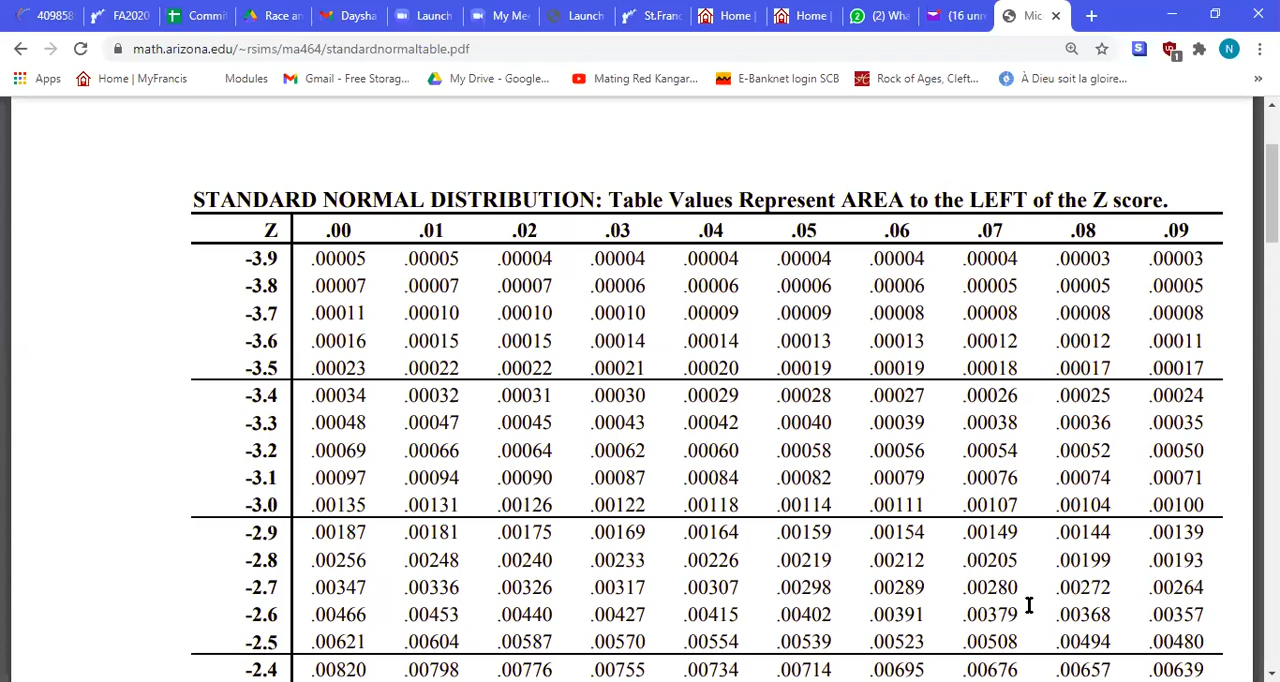 409858 FA2020 Commit Race an Daysha Launch My Me Launch St.Franc Home | Home | (2) Wha (16 unr Mic
math.arizona.edu/~rsims/ma464/standardnormaltable.pdf
Apps Home | MyFrancis Modules Gmail - Free Storag... My Drive - Google... Mating Red Kangar... E-Banknet login SCB Rock of Ages, Cleft... À Dieu soit la gloire... »
STANDARD NORMAL DISTRIBUTION: Table Values Represent AREA to the LEFT of the Z score.
Z .00 .01 .02 .03 .04 .05 .06 .07 .08 .09
-3.9 .00005 .00005 .00004 .00004 .00004 .00004 .00004 .00004 .00003 .00003
-3.8 .00007 .00007 .00007 .00006 .00006 .00006 .00006 .00005 .00005 .00005
-3.7 .00011 .00010 .00010 .00010 .00009 .00009 .00008 .00008 .00008 .00008
-3.6 .00016 .00015 .00015 .00014 .00014 .00013 .00013 .00012 .00012 .00011
-3.5 .00023 .00022 .00022 .00021 .00020 .00019 .00019 .00018 .00017 .00017
-3.4 .00034 .00032 .00031 .00030 .00029 .00028 .00027 .00026 .00025 .00024
-3.3 .00048 .00047 .00045 .00043 .00042 .00040 .00039 .00038 .00036 .00035
-3.2 .00069 .00066 .00064 .00062 .00060 .00058 .00056 .00054 .00052 .00050
-3.1 .00097 .00094 .00090 .00087 .00084 .00082 .00079 .00076 .00074 .00071
-3.0 .00135 .00131 .00126 .00122 .00118 .00114 .00111 .00107 .00104 .00100
-2.9 .00187 .00181 .00175 .00169 .00164 .00159 .00154 .00149 .00144 .00139
-2.8 .00256 .00248 .00240 .00233 .00226 .00219 .00212 .00205 .00199 .00193
-2.7 .00347 .00336 .00326 .00317 .00307 .00298 .00289 .00280 .00272 .00264
-2.6 .00466 .00453 .00440 .00427 .00415 .00402 .00391 .00379 .00368 .00357
-2.5 .00621 .00604 .00587 .00570 .00554 .00539 .00523 .00508 .00494 .00480
-2.4 .00820 .00798 .00776 .00755 .00734 .00714 .00695 .00676 .00657 .00639